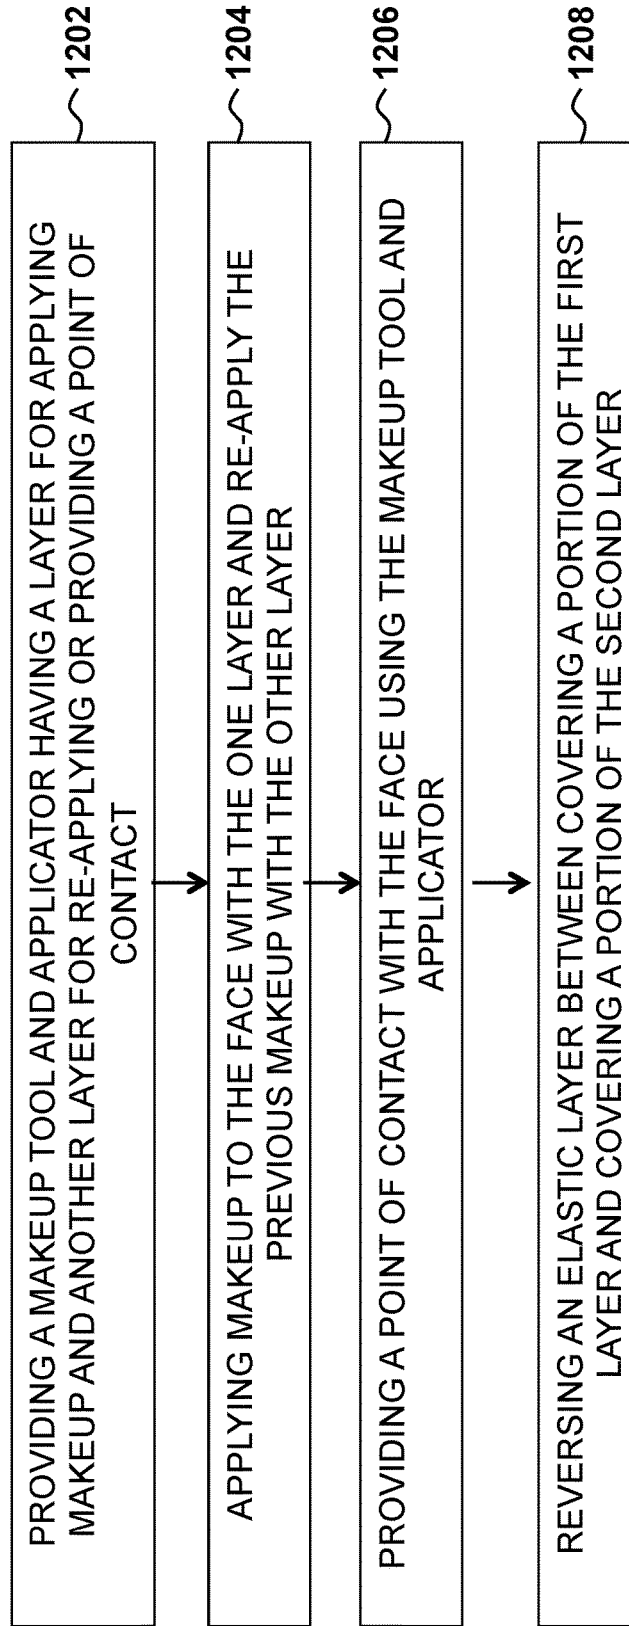 PROVIDING A MAKEUP TOOL AND APPLICATOR HAVING A LAYER FOR APPLYING
MAKEUP AND ANOTHER LAYER FOR RE-APPLYING OR PROVIDING A POINT OF
CONTACT
1202
APPLYING MAKEUP TO THE FACE WITH THE ONE LAYER AND RE-APPLY THE
PREVIOUS MAKEUP WITH THE OTHER LAYER
1204
PROVIDING A POINT OF CONTACT WITH THE FACE USING THE MAKEUP TOOL AND
APPLICATOR
1206
REVERSING AN ELASTIC LAYER BETWEEN COVERING A PORTION OF THE FIRST
LAYER AND COVERING A PORTION OF THE SECOND LAYER
1208